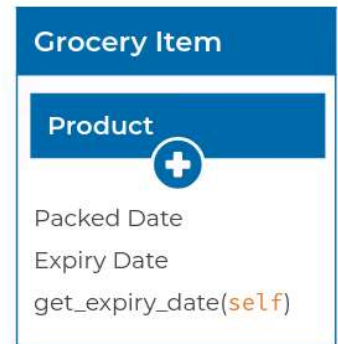 Grocery Item
Product
Packed Date
Expiry Date
get_expiry_date(self)